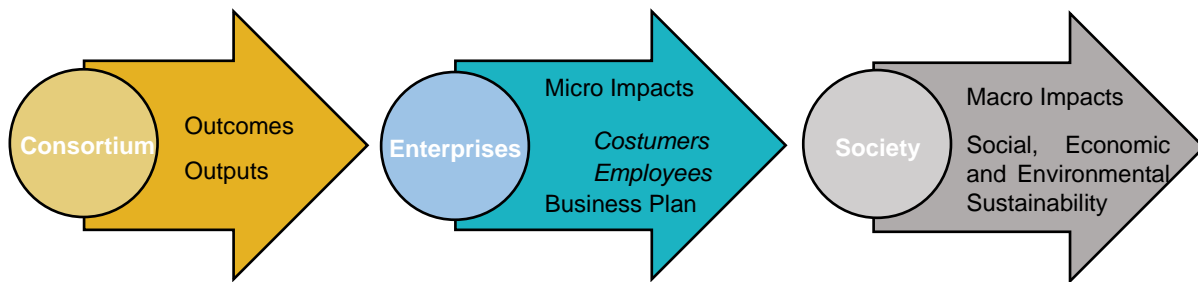 Consortium
Outcomes
Outputs
Enterprises
Micro Impacts
Costumers
Employees
Business Plan
Society
Macro Impacts
Social, Economic
and Environmental
Sustainability